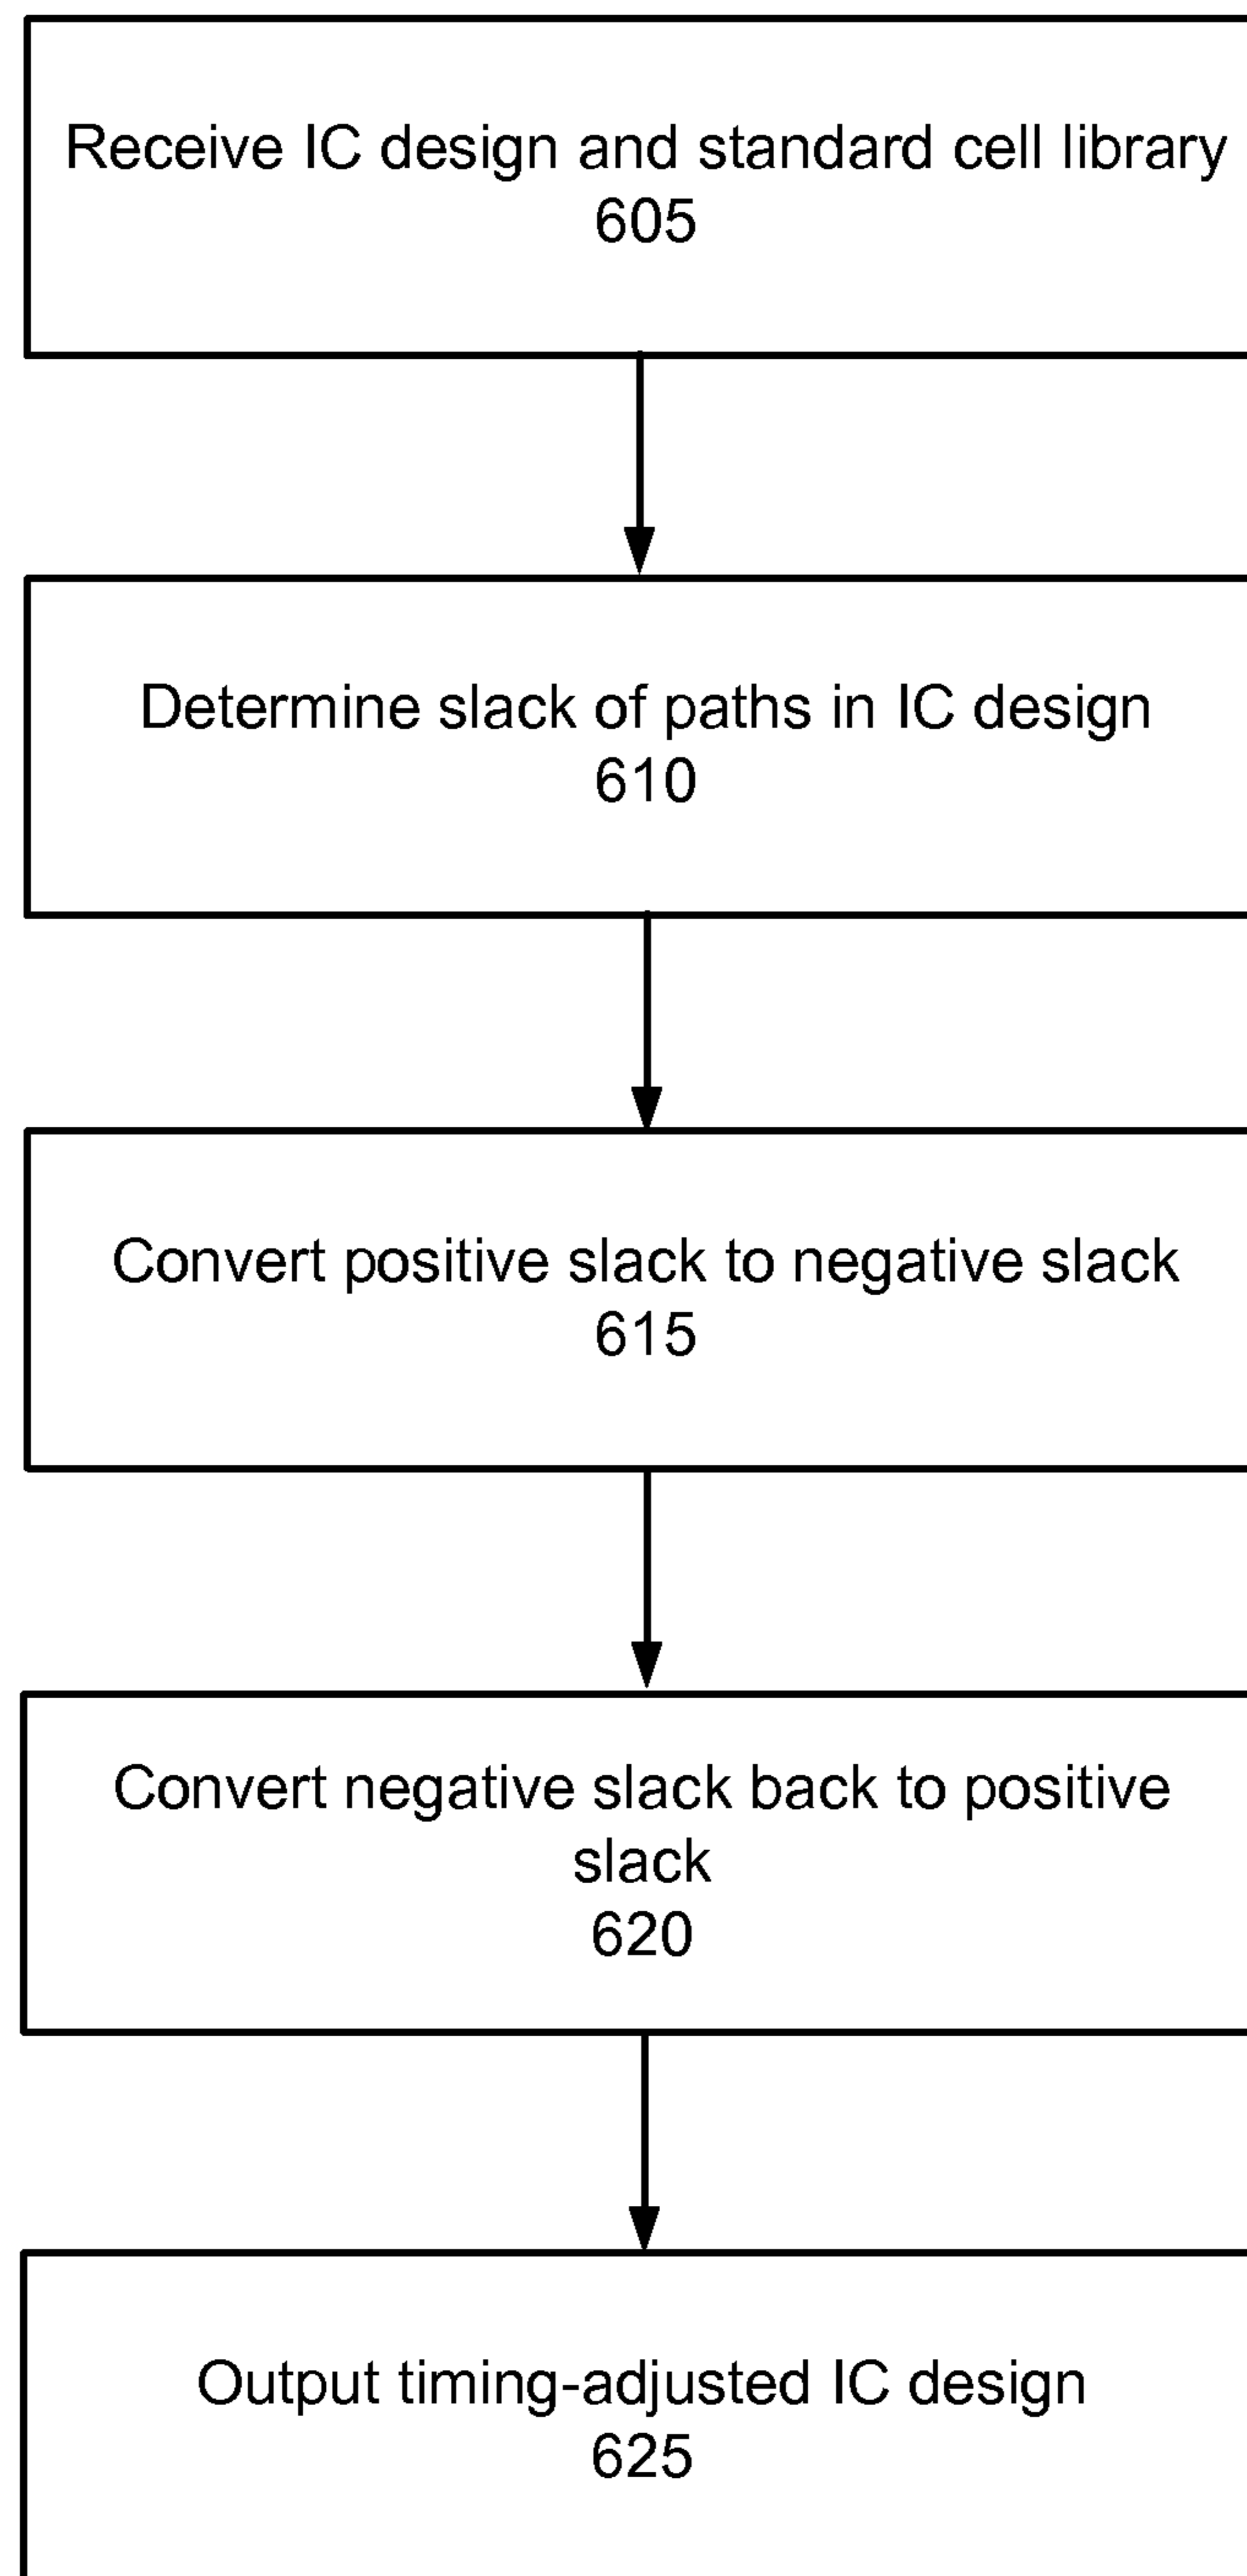 Receive IC design and standard cell library
605
Determine slack of paths in IC design
610
Convert positive slack to negative slack
615
Convert negative slack back to positive
slack
620
Output timing-adjusted IC design
625